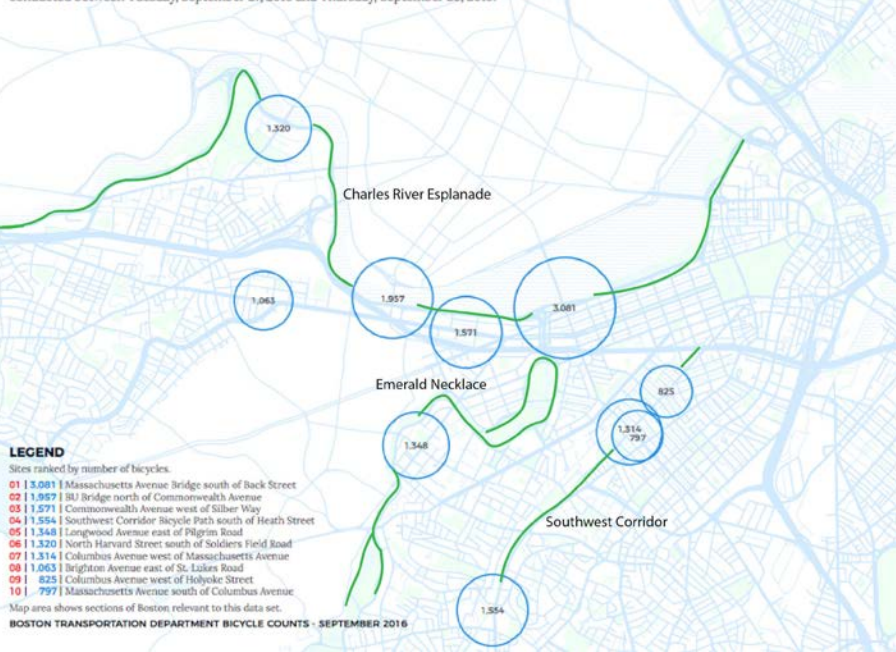 1,320
Charles River Esplanade
1,063
1,957
1,571
3,081
Emerald Necklace
825
1,348
1,314
797
Southwest Corridor
1,554
LEGEND
Sites ranked by number of bicycles.
01 | 3,081 | Massachusetts Avenue Bridge south of Back Street
02 | 1,957 | BU Bridge north of Commonwealth Avenue
03 | 1,571 | Commonwealth Avenue west of Silber Way
04 | 1,554 | Southwest Corridor Bicycle Path south of Heath Street
05 | 1,348 | Longwood Avenue east of Pilgrim Road
06 | 1,320 | North Harvard Street south of Soldiers Field Road
07 | 1,314 | Columbus Avenue west of Massachusetts Avenue
08 | 1,063 | Brighton Avenue east of St. Lukes Road
09 | 825 | Columbus Avenue west of Holyoke Street
10 | 797 | Massachusetts Avenue south of Columbus Avenue
Map area shows sections of Boston relevant to this data set.
BOSTON TRANSPORTATION DEPARTMENT BICYCLE COUNTS - SEPTEMBER 2016